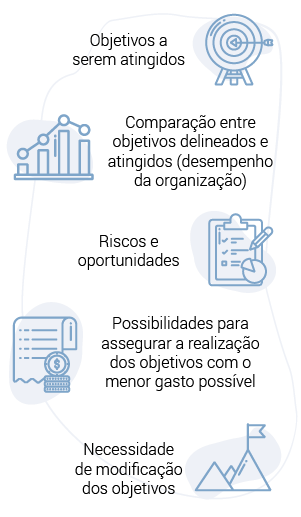 Objetivos a
serem atingidos
Comparação entre
objetivos delineados e
atingidos (desempenho
da organização)
Riscos e
oportunidades
Possibilidades para
assegurar a realização
dos objetivos com o
menor gasto possível
Necessidade
de modificação
dos objetivos